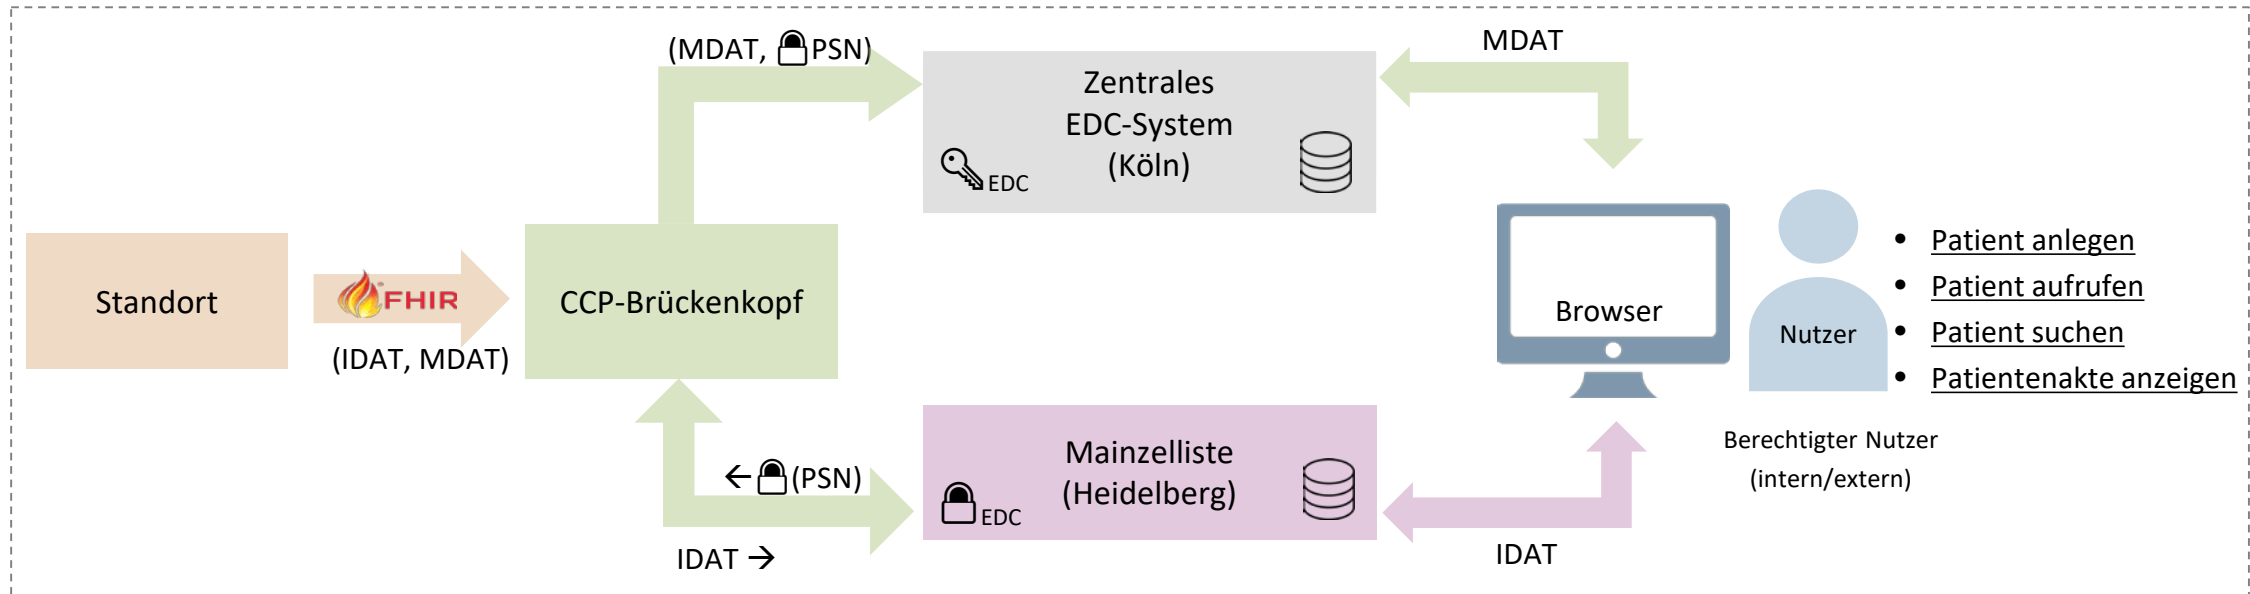 (MDAT, PSN)
MDAT
Zentrales
EDC-System
(Köln)
EDC
Standort
FHIR
(IDAT, MDAT)
CCP-Brückenkopf
Browser
Nutzer
• Patient anlegen
• Patient aufrufen
• Patient suchen
• Patientenakte anzeigen
Berechtigter Nutzer
(intern/extern)
← (PSN)
IDAT →
Mainzelliste
(Heidelberg)
EDC
IDAT